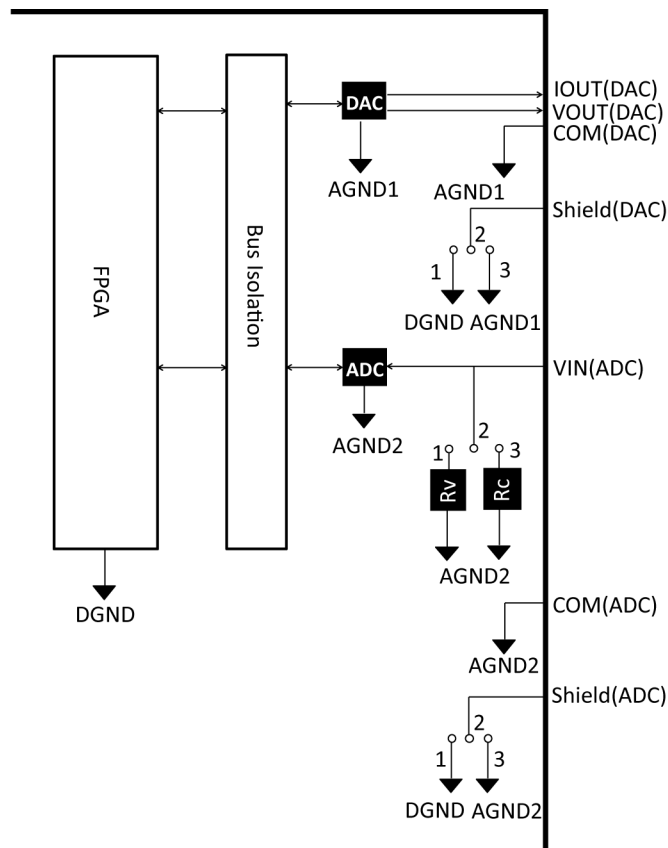 IOUT(DAC)
DAC
VOUT(DAC)
COM(DAC)
AGND1
AGND1
Shield(DAC)
2
1
3
FPGA
Bus Isolation
DGND
AGND1
ADC
VIN(ADC)
AGND2
2
1
3
Rv
Rc
AGND2
DGND
COM(ADC)
AGND2
Shield(ADC)
2
1
3
DGND
AGND2